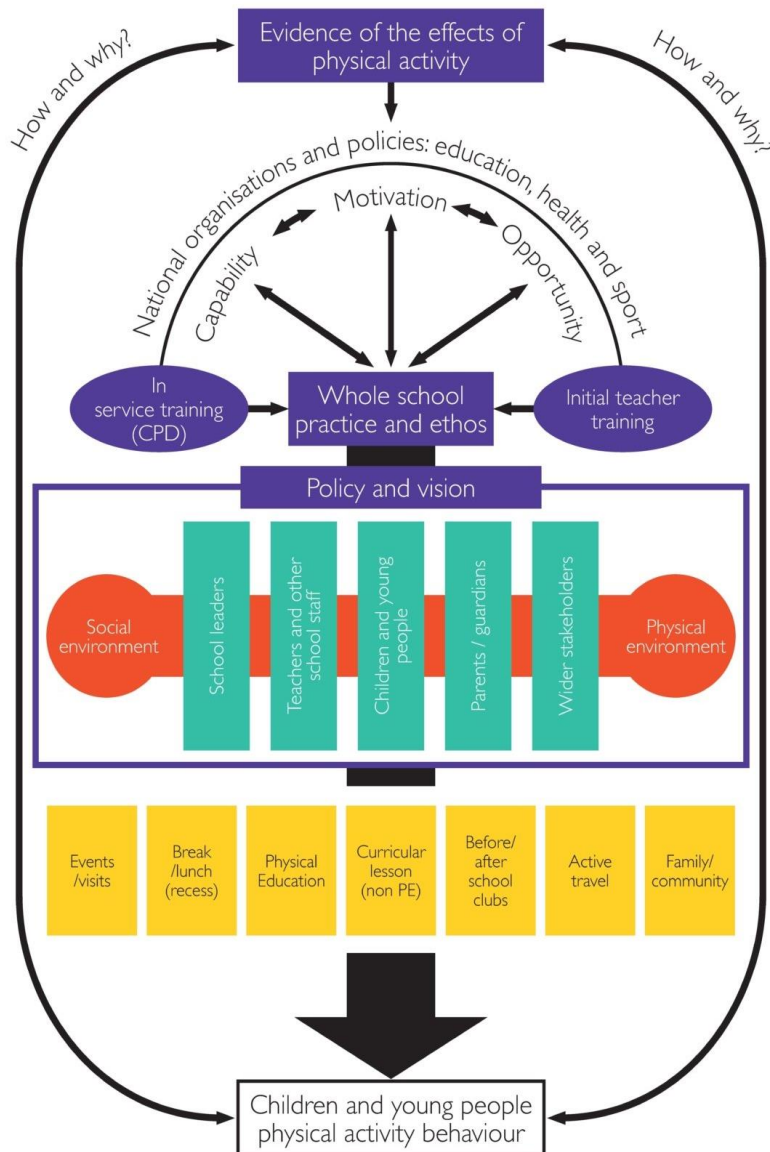 How and why?
Evidence of the effects of
physical activity
How and why?
National organisations and policies: education, health and sport
Motivation
Capability
Opportunity
In
service training
(CPD)
Whole school
practice and ethos
Initial teacher
training
Policy and vision
Social
environment
School leaders
Teachers and other
school staff
Children and young
people
Parents / guardians
Wider stakeholders
Physical
environment
Events
/visits
Break
/lunch
(recess)
Physical
Education
Curricular
lesson
(non PE)
Before/
after
school
clubs
Active
travel
Family/
community
Children and young people
physical activity behaviour